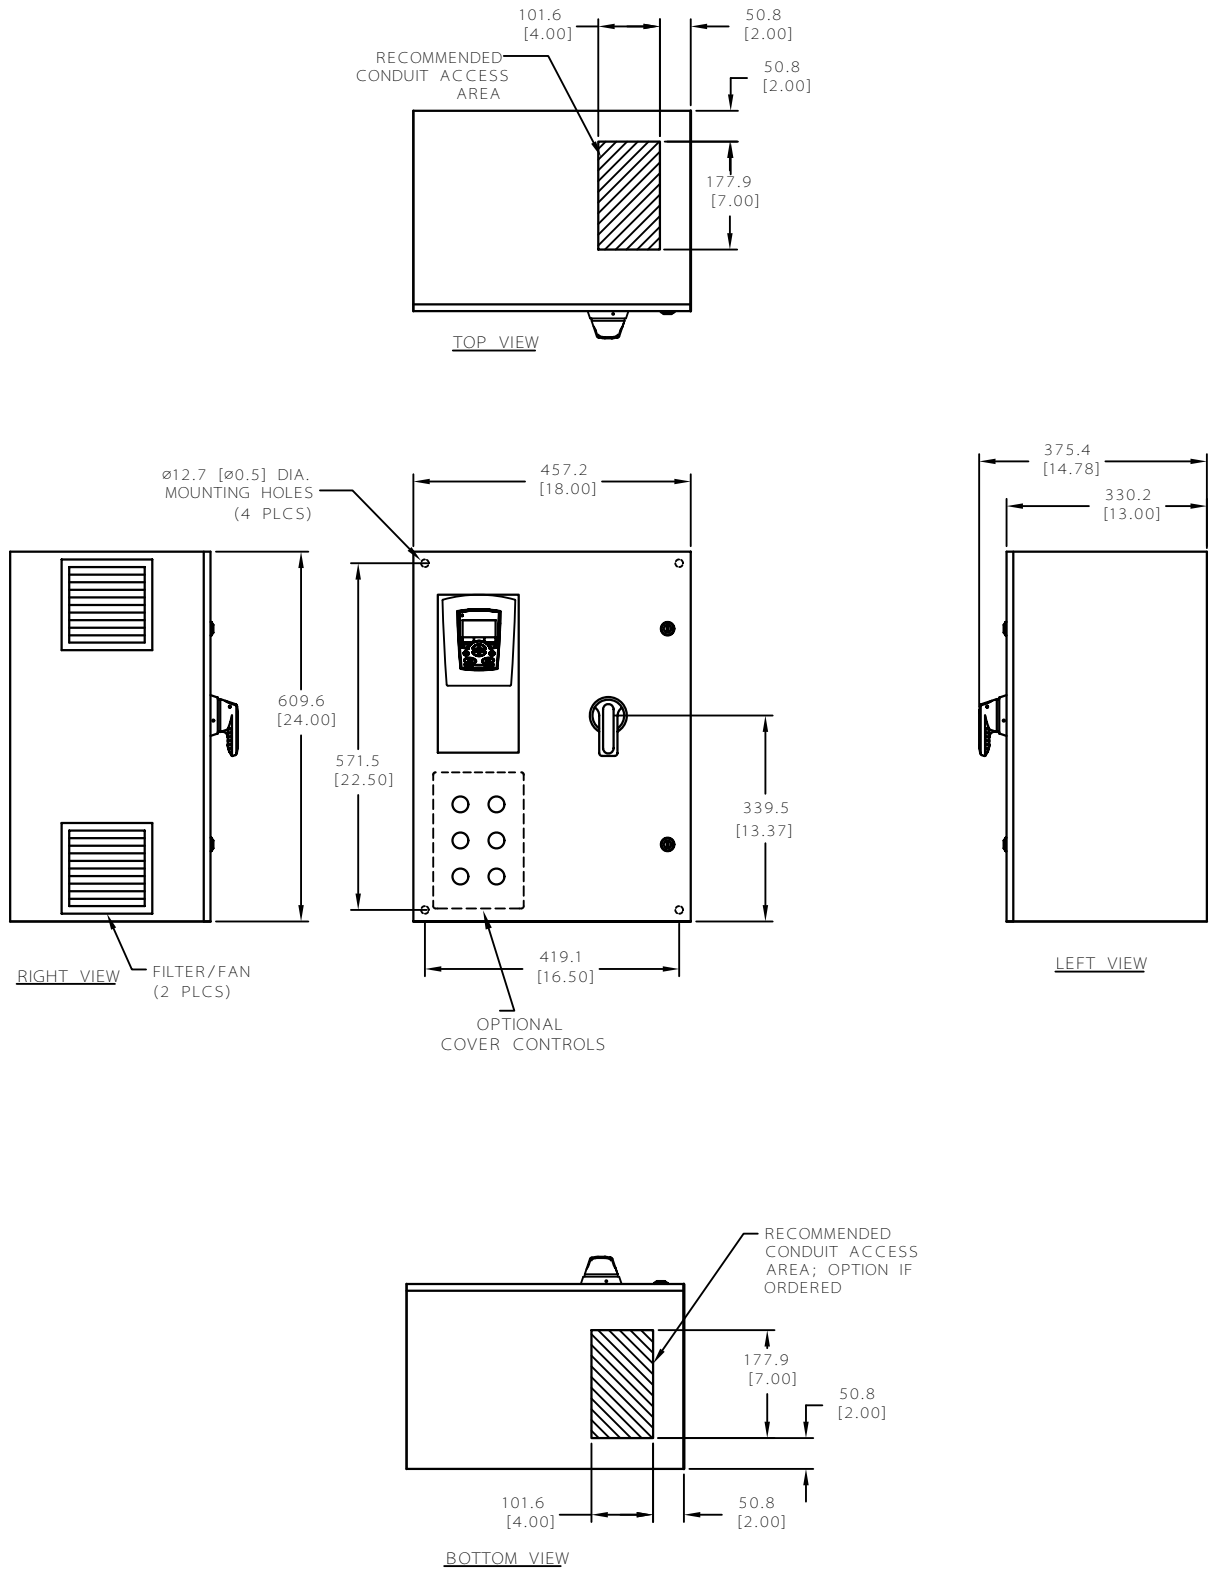 101.6
[4.00]
50.8
[2.00]
RECOMMENDED
CONDUIT ACCESS
AREA
50.8
[2.00]
177.9
[7.00]
TOP VIEW
ø12.7 [ø0.5] DIA.
MOUNTING HOLES
(4 PLCS)
457.2
[18.00]
375.4
[14.78]
330.2
[13.00]
609.6
[24.00]
571.5
[22.50]
339.5
[13.37]
RIGHT VIEW
FILTER/FAN
(2 PLCS)
419.1
[16.50]
LEFT VIEW
OPTIONAL
COVER CONTROLS
RECOMMENDED
CONDUIT ACCESS
AREA; OPTION IF
ORDERED
177.9
[7.00]
50.8
[2.00]
101.6
[4.00]
50.8
[2.00]
BOTTOM VIEW